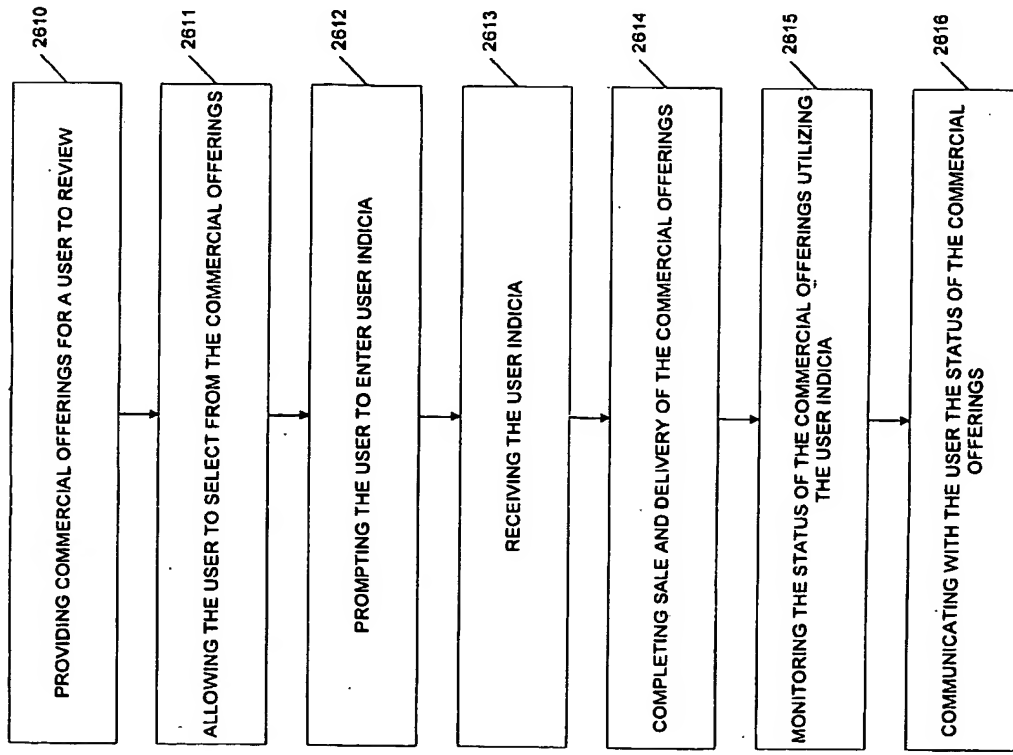 2610
PROVIDING COMMERCIAL OFFERINGS FOR A USER TO REVIEW
2611
ALLOWING THE USER TO SELECT FROM THE COMMERCIAL OFFERINGS
2612
PROMPTING THE USER TO ENTER USER INDICIA
2613
RECEIVING THE USER INDICIA
2614
COMPLETING SALE AND DELIVERY OF THE COMMERCIAL OFFERINGS
2615
MONITORING THE STATUS OF THE COMMERCIAL OFFERINGS UTILIZING
THE USER INDICIA
2616
COMMUNICATING WITH THE USER THE STATUS OF THE COMMERCIAL
OFFERINGS